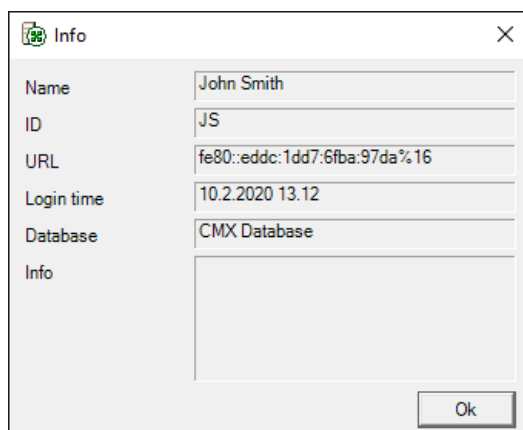 Info
Name John Smith
ID JS
URL fe80::eddc:1dd7:6fba:97da%16
Login time 10.2.2020 13.12
Database CMX Database
Info
Ok